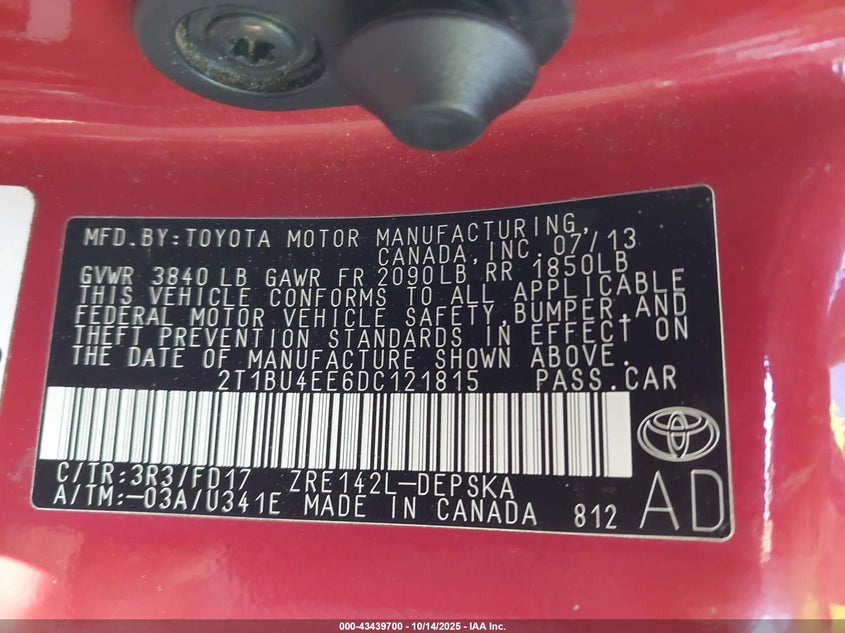 MFD.BY:TOYOTA MOTOR MANUFACTURING,
CANADA, INC. 07/13
GVWR 3840 LB GAWR FR 2090LB RR 1850LB
THIS VEHICLE CONFORMS TO ALL APPLICABLE
FEDERAL MOTOR VEHICLE SAFETY, BUMPER, AND
THEFT PREVENTION STANDARDS IN EFFECT ON
THE DATE OF MANUFACTURE SHOWN ABOVE.
2T1BU4EE6DC121815 PASS.CAR
C/TR:3R3/FD17 ZRE142L-DEPSKA
A/TM:-03A/U341E MADE IN CANADA 812 AD
000-43439700 - 10/14/2025 - IAA Inc.